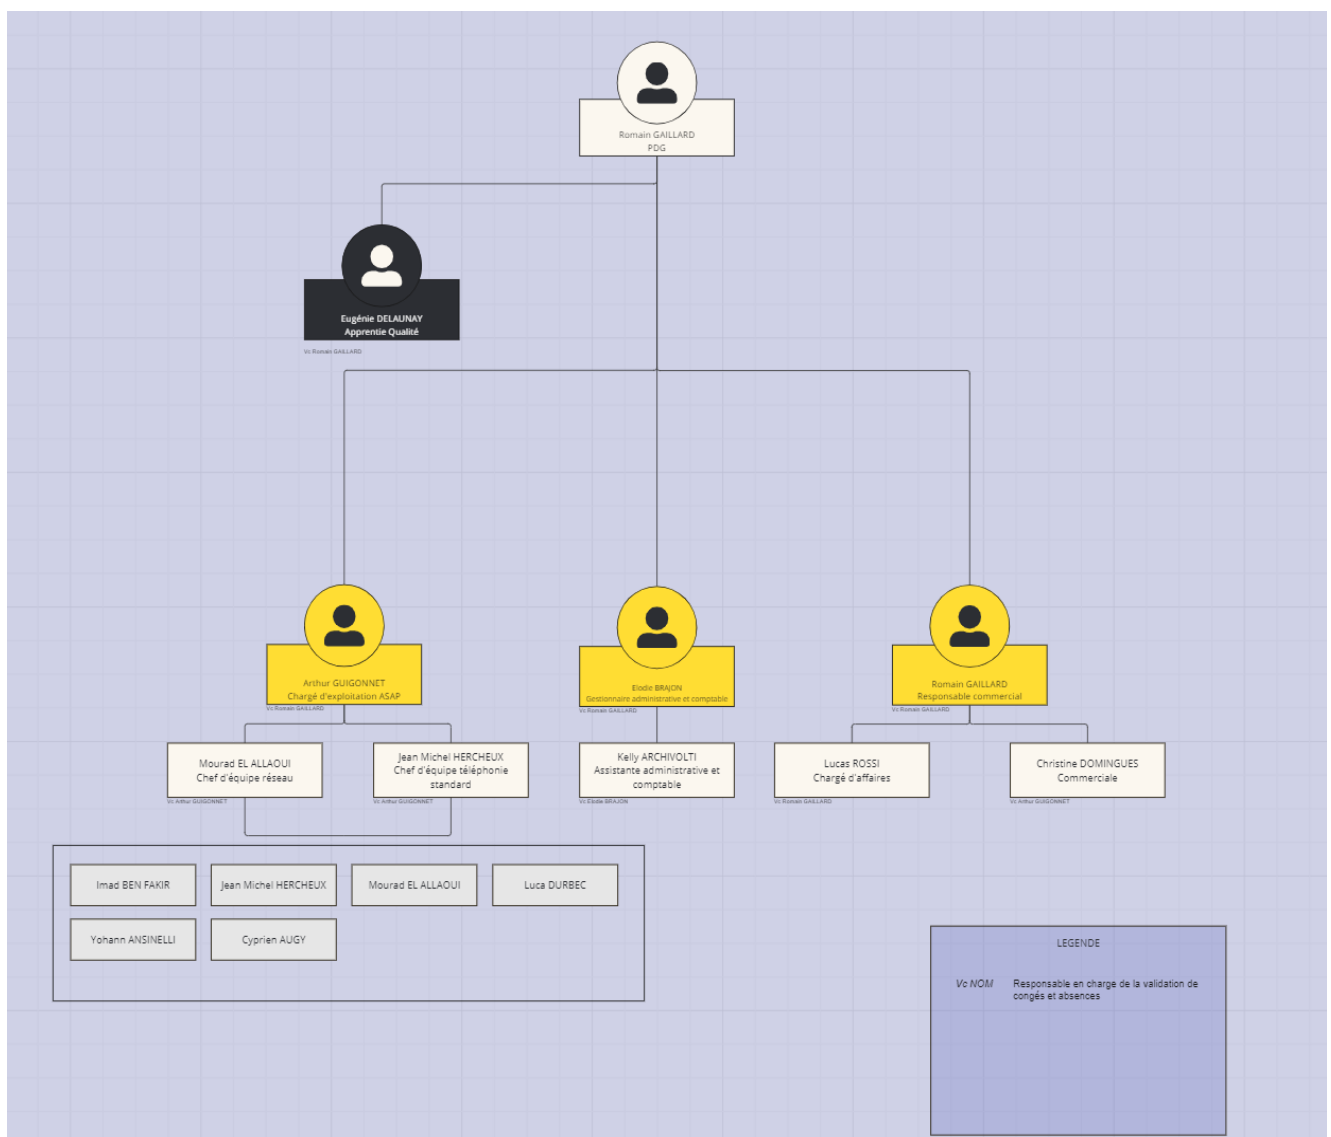 Romain GAILLARD
PDG
Eugénie DELAUNAY
Apprentie Qualité
Vc Romain GAILLARD
Arthur GUIGONNET
Chargé d'exploitation ASAP
Vc Romain GAILLARD
Elodie BRAJON
Gestionnaire administrative et comptable
Vc Romain GAILLARD
Romain GAILLARD
Responsable commercial
Vc Romain GAILLARD
Mourad EL ALLAOUI
Chef d'équipe réseau
Vc Arthur GUIGONNET
Jean Michel HERCHEUX
Chef d'équipe téléphonie
standard
Vc Arthur GUIGONNET
Kelly ARCHIVOLTI
Assistante administrative et
comptable
Vc Elodie BRAJON
Lucas ROSSI
Chargé d'affaires
Vc Romain GAILLARD
Christine DOMINGUES
Commerciale
Vc Arthur GUIGONNET
Imad BEN FAKIR
Jean Michel HERCHEUX
Mourad EL ALLAOUI
Luca DURBEC
Yohann ANSINELLI
Cyprien AUGY
LEGENDE
Vc NOM Responsable en charge de la validation de
congés et absences